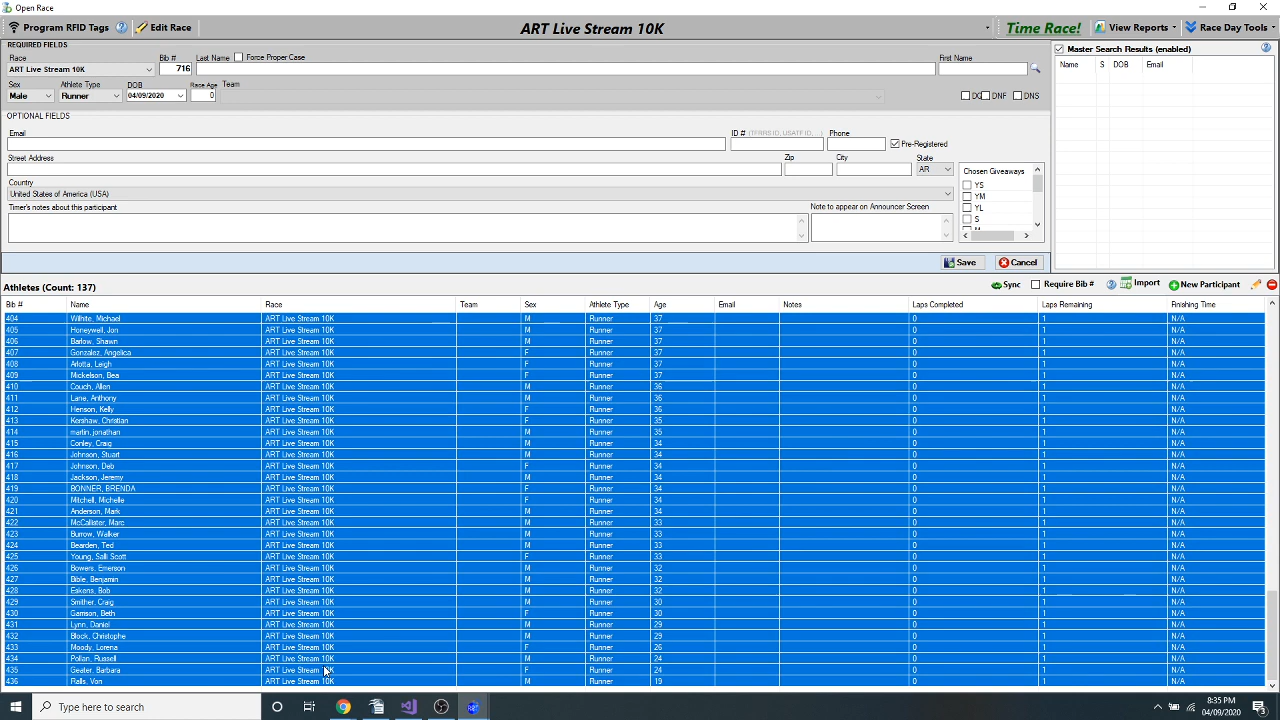 Open Race
Program RFID Tags Edit Race ART Live Stream 10K Time Race! View Reports Race Day Tools
REQUIRED FIELDS
Race Bib # Last Name Force Proper Case First Name
ART Live Stream 10K 716
Sex Athlete Type DOB Race Age Team
Male Runner 04/09/2020 0 DQ DNF DNS
OPTIONAL FIELDS
Email ID # (TFRRS ID, USATF ID, ...) Phone
Pre-Registered
Street Address Zip City State
AR
Country
United States of America (USA)
Timer's notes about this participant Note to appear on Announcer Screen
Chosen Giveaways
YS
YM
YL
S
Save Cancel
Master Search Results (enabled)
Name S DOB Email
Athletes (Count: 137) Sync Require Bib # Import New Participant
Bib # Name Race Team Sex Athlete Type Age Email Notes Laps Completed Laps Remaining Finishing Time
404 Wilhite, Michael ART Live Stream 10K M Runner 37 0 1 N/A
405 Honeywell, Jon ART Live Stream 10K M Runner 37 0 1 N/A
406 Barlow, Shawn ART Live Stream 10K M Runner 37 0 1 N/A
407 Gonzalez, Angelica ART Live Stream 10K F Runner 37 0 1 N/A
408 Arlotta, Leigh ART Live Stream 10K F Runner 37 0 1 N/A
409 Mickelson, Bea ART Live Stream 10K F Runner 37 0 1 N/A
410 Couch, Allen ART Live Stream 10K M Runner 36 0 1 N/A
411 Lane, Anthony ART Live Stream 10K M Runner 36 0 1 N/A
412 Henson, Kelly ART Live Stream 10K F Runner 36 0 1 N/A
413 Kershaw, Christian ART Live Stream 10K F Runner 35 0 1 N/A
414 martin, jonathan ART Live Stream 10K M Runner 35 0 1 N/A
415 Conley, Craig ART Live Stream 10K M Runner 34 0 1 N/A
416 Johnson, Stuart ART Live Stream 10K M Runner 34 0 1 N/A
417 Johnson, Deb ART Live Stream 10K F Runner 34 0 1 N/A
418 Jackson, Jeremy ART Live Stream 10K M Runner 34 0 1 N/A
419 BONNER, BRENDA ART Live Stream 10K F Runner 34 0 1 N/A
420 Mitchell, Michelle ART Live Stream 10K F Runner 34 0 1 N/A
421 Anderson, Mark ART Live Stream 10K M Runner 34 0 1 N/A
422 McCallister, Marc ART Live Stream 10K M Runner 33 0 1 N/A
423 Burrow, Walker ART Live Stream 10K M Runner 33 0 1 N/A
424 Bearden, Ted ART Live Stream 10K M Runner 33 0 1 N/A
425 Young, Salli Scott ART Live Stream 10K F Runner 33 0 1 N/A
426 Bowers, Emerson ART Live Stream 10K M Runner 32 0 1 N/A
427 Bible, Benjamin ART Live Stream 10K M Runner 32 0 1 N/A
428 Eskens, Bob ART Live Stream 10K M Runner 32 0 1 N/A
429 Smither, Craig ART Live Stream 10K M Runner 30 0 1 N/A
430 Garrison, Beth ART Live Stream 10K F Runner 30 0 1 N/A
431 Lynn, Daniel ART Live Stream 10K M Runner 29 0 1 N/A
432 Block, Christophe ART Live Stream 10K M Runner 29 0 1 N/A
433 Moody, Lorena ART Live Stream 10K F Runner 26 0 1 N/A
434 Pollan, Russell ART Live Stream 10K M Runner 24 0 1 N/A
435 Geater, Barbara ART Live Stream 10K F Runner 24 0 1 N/A
436 Ralls, Von ART Live Stream 10K M Runner 19 0 1 N/A
Type here to search 8:35 PM
04/09/2020 3